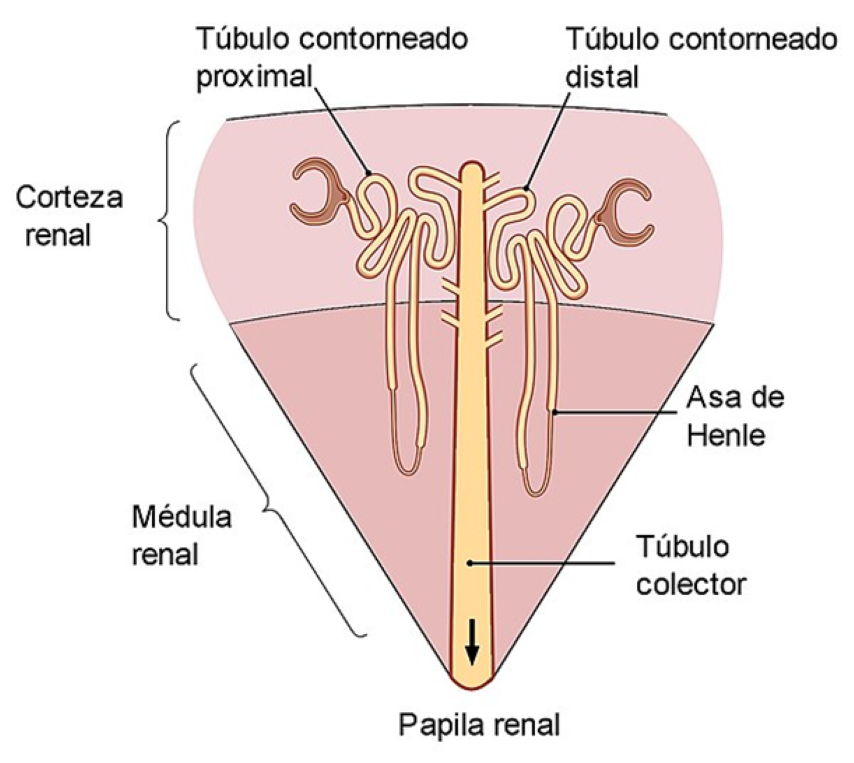 Túbulo contorneado
proximal
Túbulo contorneado
distal
Corteza
renal
Asa de
Henle
Médula
renal
Túbulo
colector
Papila renal